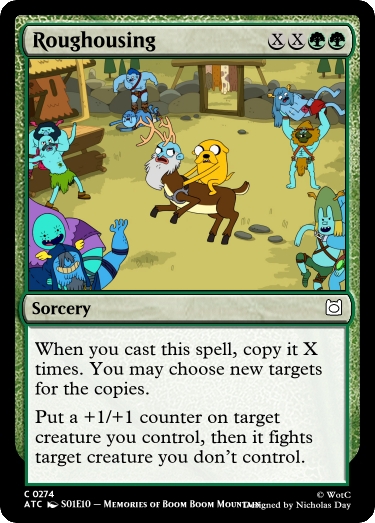 Roughousing XXGG
Sorcery
When you cast this spell, copy it X
times. You may choose new targets
for the copies.
Put a +1/+1 counter on target
creature you control, then it fights
target creature you don't control.
C 0274 © WotC
ATC S01E10 – Memories of Boom Boom Mountain Designed by Nicholas Day